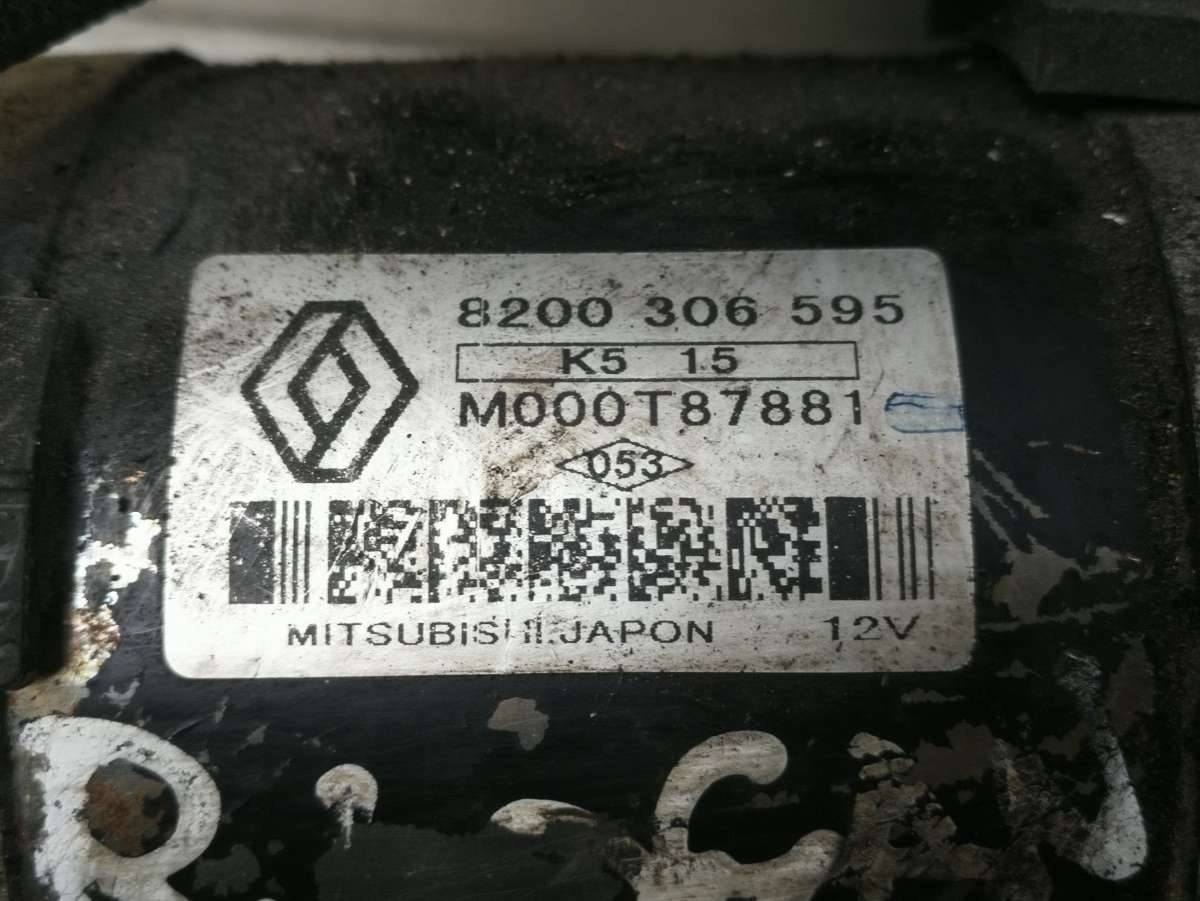 8200 306 595
K5 15
M000T87881
053
MITSUBISHI.JAPON 12V